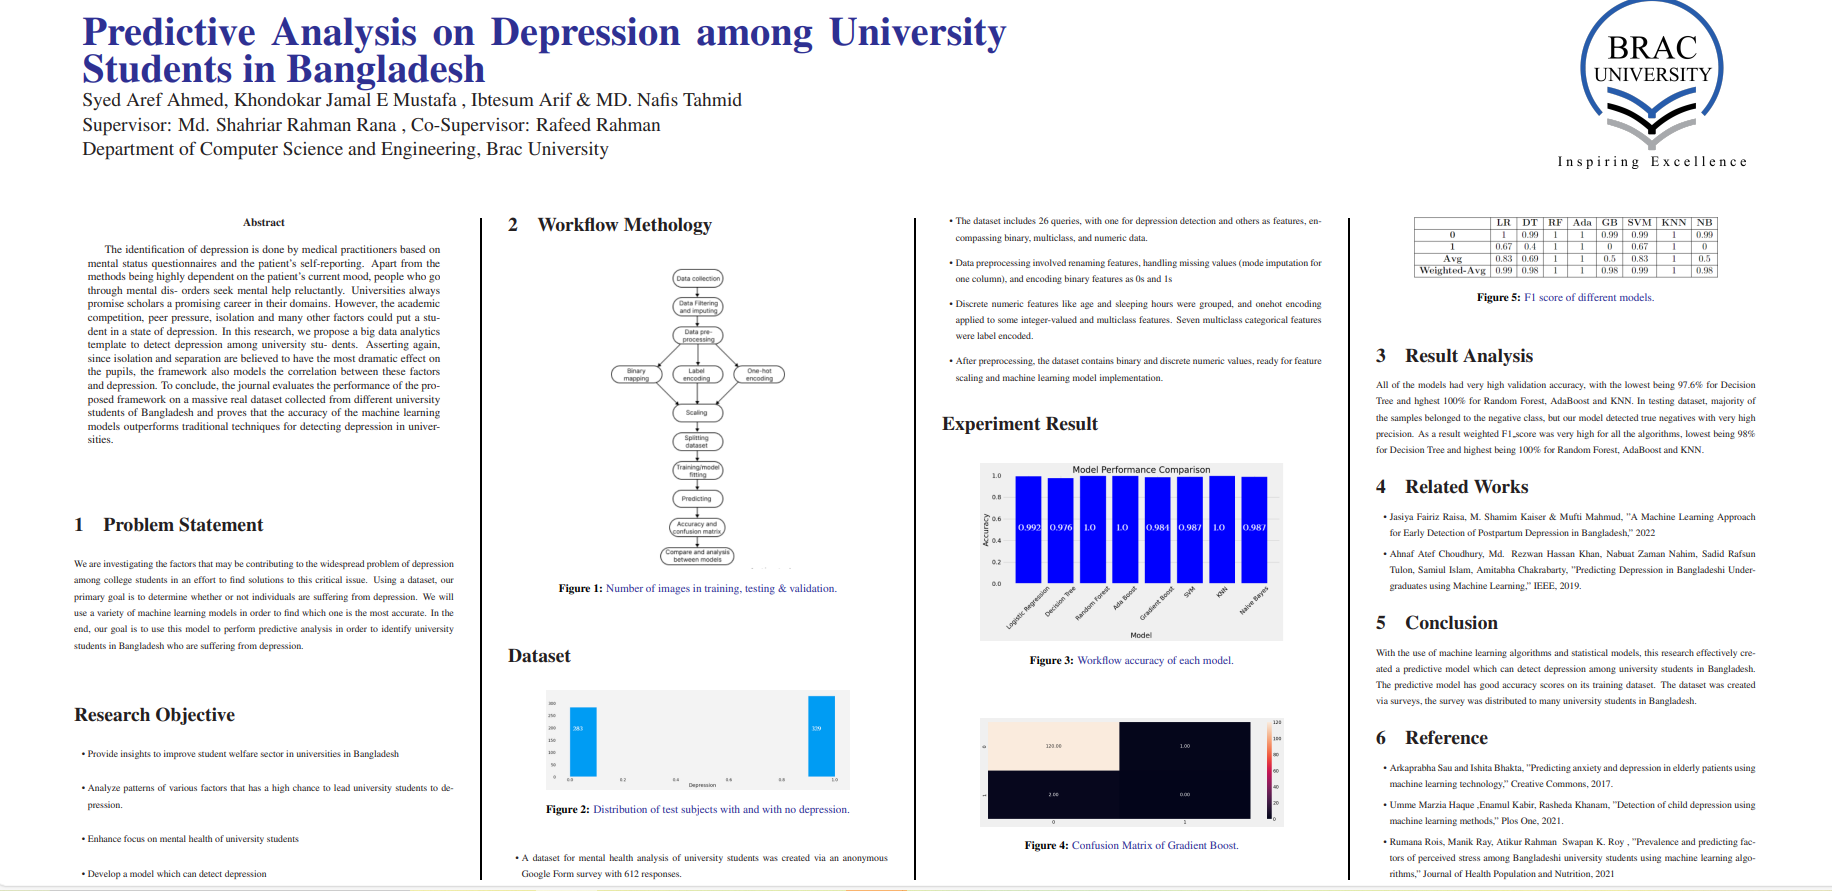 Predictive Analysis on Depression among University
Students in Bangladesh
Syed Aref Ahmed, Khondokar Jamal E Mustafa , Ibtesum Arif & MD. Nafis Tahmid
Supervisor: Md. Shahriar Rahman Rana , Co-Supervisor: Rafeed Rahman
Department of Computer Science and Engineering, Brac University
BRAC
UNIVERSITY
Inspiring Excellence
Abstract
The identification of depression is done by medical practitioners based on
mental status questionnaires and the patient's self-reporting. Apart from the
methods being highly dependent on the patient's current mood, people who go
through mental dis- orders seek mental help reluctantly. Universities always
promise scholars a promising career in their domains. However, the academic
competition, peer pressure, isolation and many other factors could put a stu-
dent in a state of depression. In this research, we propose a big data analytics
template to detect depression among university stu- dents. Asserting again,
since isolation and separation are believed to have the most dramatic effect on
the pupils, the framework also models the correlation between these factors
and depression. To conclude, the journal evaluates the performance of the pro-
posed framework on a massive real dataset collected from different university
students of Bangladesh and proves that the accuracy of the machine learning
models outperforms traditional techniques for detecting depression in univer-
sities.
1 Problem Statement
We are investigating the factors that may be contributing to the widespread problem of depression
among college students in an effort to find solutions to this critical issue. Using a dataset, our
primary goal is to determine whether or not individuals are suffering from depression. We will
use a variety of machine learning models in order to find which one is the most accurate. In the
end, our goal is to use this model to perform predictive analysis in order to identify university
students in Bangladesh who are suffering from depression.
Research Objective
• Provide insights to improve student welfare sector in universities in Bangladesh
• Analyze patterns of various factors that has a high chance to lead university students to de-
pression.
• Enhance focus on mental health of university students
• Develop a model which can detect depression
2 Workflow Methology
Data collection
Data Filtering
and imputing
Data pre-
processing
Binary
mapping
Label
encoding
One-hot
encoding
Scaling
Splitting
dataset
Training/model
fitting
Predicting
Accuracy and
confusion matrix
Compare and analysis
between models
Figure 1: Number of images in training, testing & validation.
Dataset
300
250
200
150
100
50
0
283
329
0.0 0.2 0.4 0.6 0.8 1.0
Depression
Figure 2: Distribution of test subjects with and with no depression.
• A dataset for mental health analysis of university students was created via an anonymous
Google Form survey with 612 responses.
• The dataset includes 26 queries, with one for depression detection and others as features, en-
compassing binary, multiclass, and numeric data.
• Data preprocessing involved renaming features, handling missing values (mode imputation for
one column), and encoding binary features as 0s and 1s
• Discrete numeric features like age and sleeping hours were grouped, and onehot encoding
applied to some integer-valued and multiclass features. Seven multiclass categorical features
were label encoded.
• After preprocessing, the dataset contains binary and discrete numeric values, ready for feature
scaling and machine learning model implementation.
Experiment Result
Model Performance Comparison
1.0
0.8
0.6
0.4
0.2
0.0
Accuracy
0.992 0.976 1.0 1.0 0.984 0.987 1.0 0.987
Logistic Regression Decision Tree Random Forest Ada Boost Gradient Boost SVM KNN Naive Bayes
Model
Figure 3: Workflow accuracy of each model.
0 120.00 1.00
1 2.00 0.00
0 1
120
100
80
60
40
20
0
Figure 4: Confusion Matrix of Gradient Boost.
LR DT RF Ada GB SVM KNN NB
0 1 0.99 1 1 0.99 0.99 1 0.99
1 0.67 0.4 1 1 0 0.67 1 0
Avg 0.83 0.69 1 1 0.5 0.83 1 0.5
Weighted-Avg 0.99 0.98 1 1 0.98 0.99 1 0.98
Figure 5: F1 score of different models.
3 Result Analysis
All of the models had very high validation accuracy, with the lowest being 97.6% for Decision
Tree and hghest 100% for Random Forest, AdaBoost and KNN. In testing dataset, majority of
the samples belonged to the negative class, but our model detected true negatives with very high
precision. As a result weighted F1,score was very high for all the algorithms, lowest being 98%
for Decision Tree and highest being 100% for Random Forest, AdaBoost and KNN.
4 Related Works
• Jasiya Fairiz Raisa, M. Shamim Kaiser & Mufti Mahmud, "A Machine Learning Approach
for Early Detection of Postpartum Depression in Bangladesh," 2022
• Ahnaf Atef Choudhury, Md. Rezwan Hassan Khan, Nabuat Zaman Nahim, Sadid Rafsun
Tulon, Samiul Islam, Amitabha Chakrabarty, "Predicting Depression in Bangladeshi Under-
graduates using Machine Learning," IEEE, 2019.
5 Conclusion
With the use of machine learning algorithms and statistical models, this research effectively cre-
ated a predictive model which can detect depression among university students in Bangladesh.
The predictive model has good accuracy scores on its training dataset. The dataset was created
via surveys, the survey was distributed to many university students in Bangladesh.
6 Reference
• Arkaprabha Sau and Ishita Bhakta, "Predicting anxiety and depression in elderly patients using
machine learning technology," Creative Commons, 2017.
• Umme Marzia Haque ,Enamul Kabir, Rasheda Khanam, "Detection of child depression using
machine learning methods," Plos One, 2021.
• Rumana Rois, Manik Ray, Atikur Rahman Swapan K. Roy , "Prevalence and predicting fac-
tors of perceived stress among Bangladeshi university students using machine learning algo-
rithms," Journal of Health Population and Nutrition, 2021